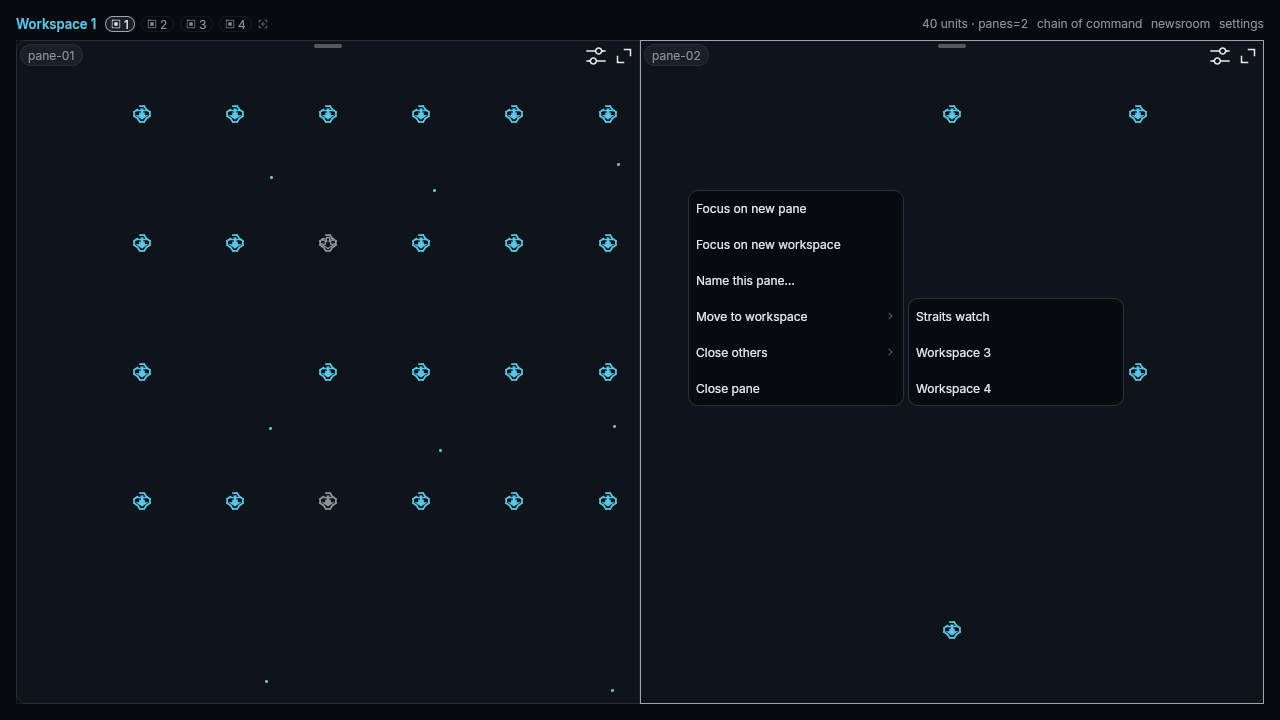 Workspace 1 1 2 3 4 40 units · panes=2 chain of command newsroom settings
pane-01
pane-02
Focus on new pane
Focus on new workspace
Name this pane...
Move to workspace
Close others
Close pane
Straits watch
Workspace 3
Workspace 4